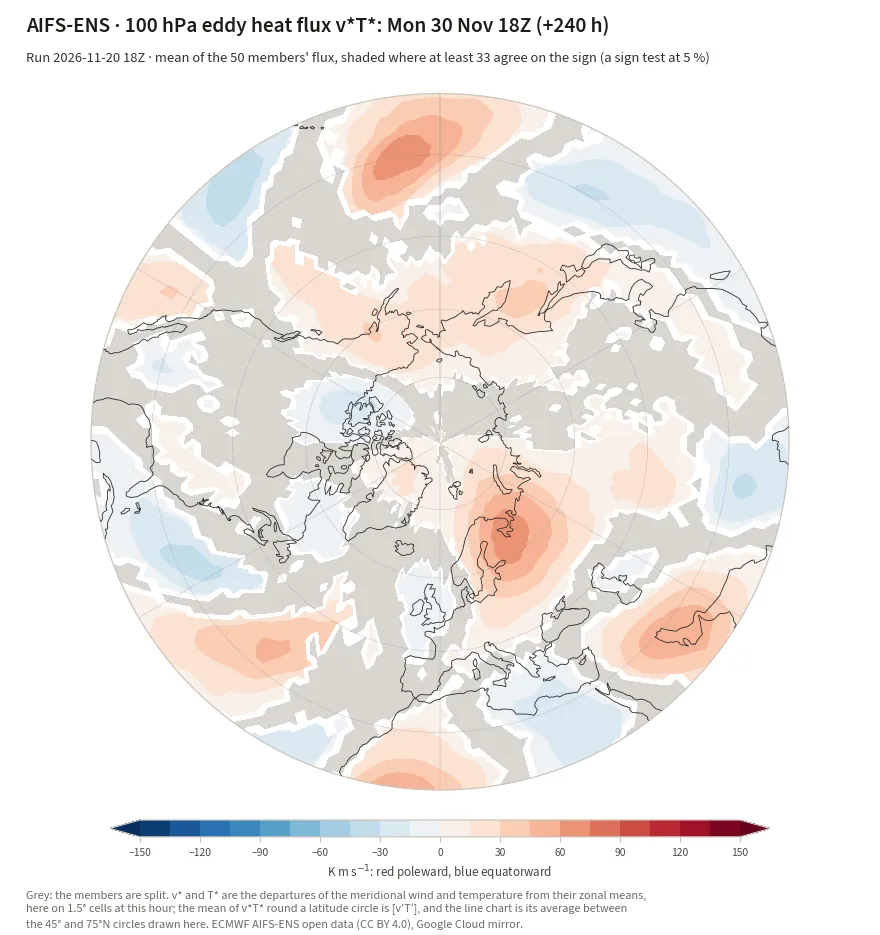 AIFS-ENS · 100 hPa eddy heat flux v*T*: Mon 30 Nov 18Z (+240 h)
Run 2026-11-20 18Z · mean of the 50 members' flux, shaded where at least 33 agree on the sign (a sign test at 5 %)
−150 −120 −90 −60 −30 0 30 60 90 120 150
K m s⁻¹: red poleward, blue equatorward
Grey: the members are split. v* and T* are the departures of the meridional wind and temperature from their zonal means,
here on 1.5° cells at this hour; the mean of v*T* round a latitude circle is [v'T'], and the line chart is its average between
the 45° and 75°N circles drawn here. ECMWF AIFS-ENS open data (CC BY 4.0), Google Cloud mirror.